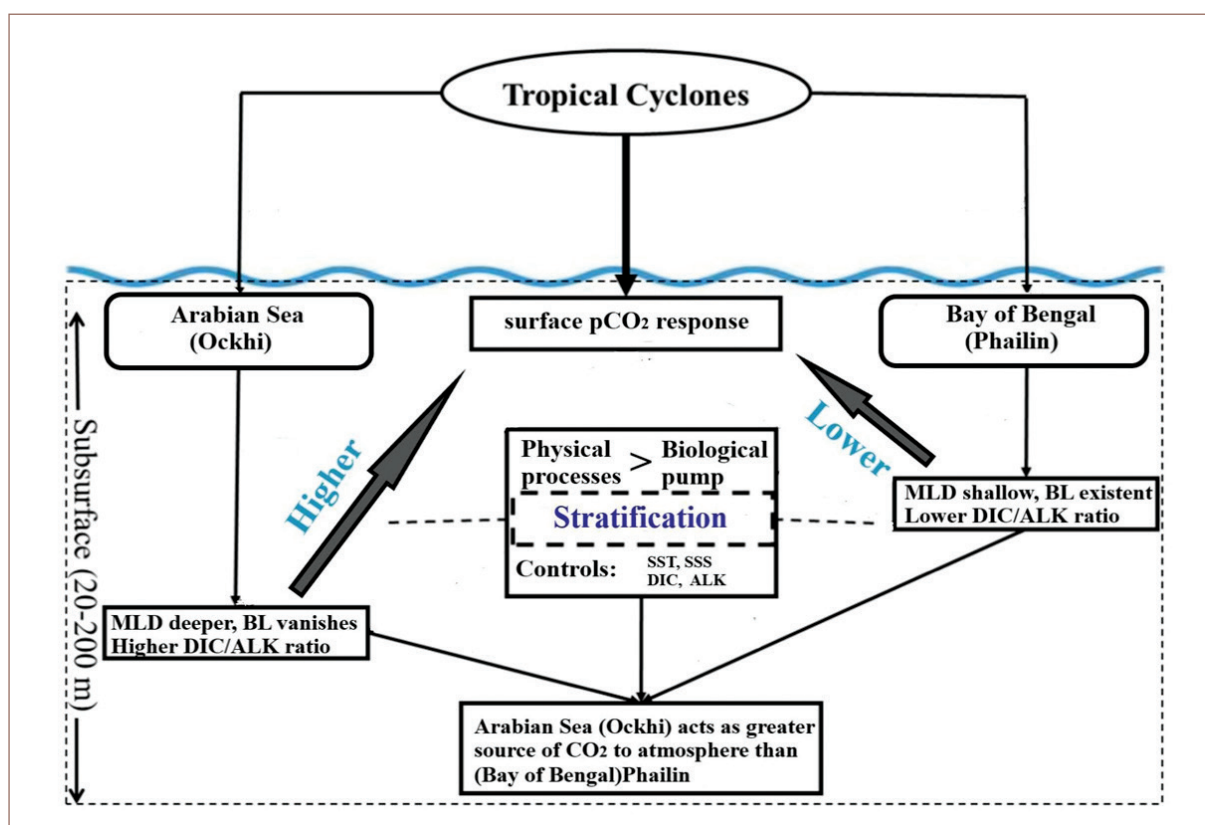 Tropical Cyclones
Arabian Sea
(Ockhi)
surface pCO₂ response
Bay of Bengal
(Phailin)
Subsurface (20-200 m)
Higher
Lower
Physical
processes
>
Biological
pump
Stratification
Controls:
SST, SSS
DIC, ALK
MLD shallow, BL existent
Lower DIC/ALK ratio
MLD deeper, BL vanishes
Higher DIC/ALK ratio
Arabian Sea (Ockhi) acts as greater
source of CO₂ to atmosphere than
(Bay of Bengal)Phailin